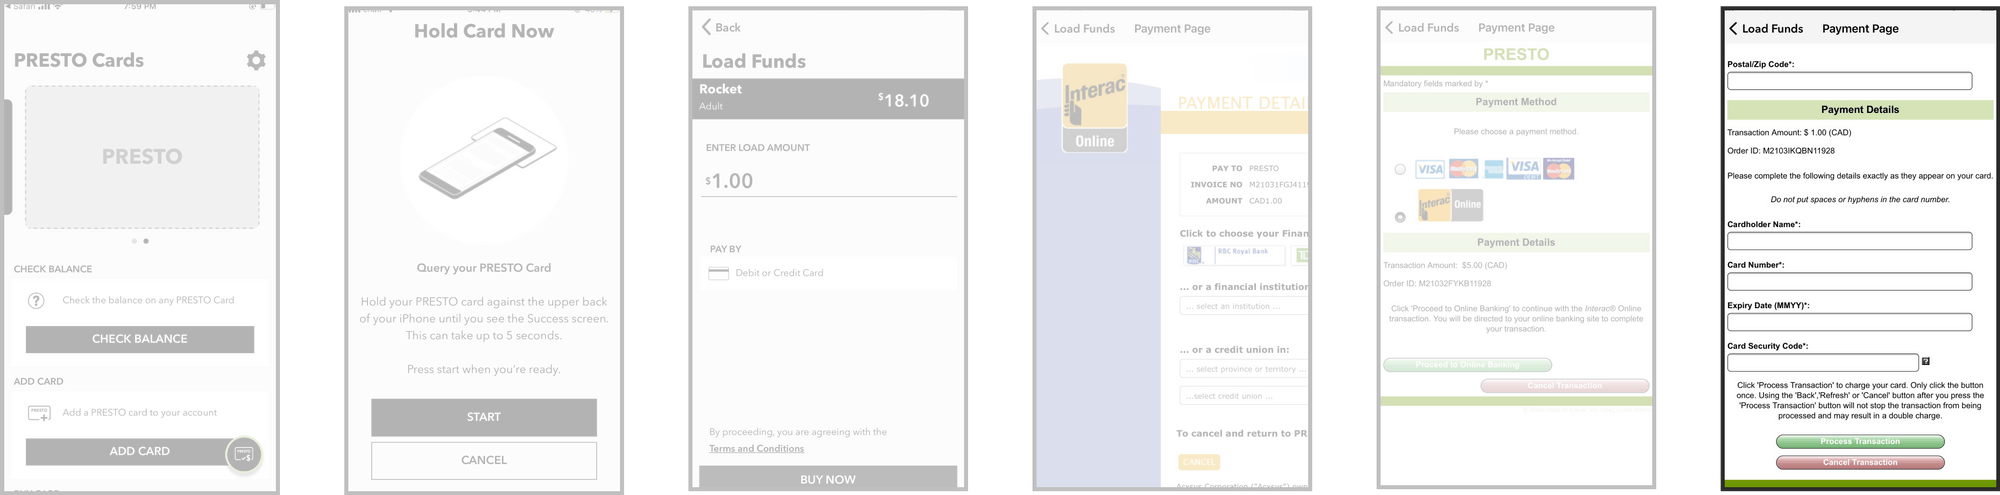 Safari
7:59 PM
PRESTO Cards
PRESTO
CHECK BALANCE
Check the balance on any PRESTO Card
CHECK BALANCE
ADD CARD
Add a PRESTO card to your account
ADD CARD
Hold Card Now
Query your PRESTO Card
Hold your PRESTO card against the upper back
of your iPhone until you see the Success screen.
This can take up to 5 seconds.
Press start when you're ready.
START
CANCEL
Back
Load Funds
Rocket
Adult
$18.10
ENTER LOAD AMOUNT
$1.00
PAY BY
Debit or Credit Card
By proceeding, you are agreeing with the
Terms and Conditions
BUY NOW
Load Funds Payment Page
Interac
Online
PAYMENT DETAI
PAY TO PRESTO
INVOICE NO M21031FGJ411
AMOUNT CAD1.00
Click to choose your Finan
RBC Royal Bank
... or a financial institution
... select an institution ...
... or a credit union in:
... select province or territory ...
...select credit union ...
To cancel and return to PR
CANCEL
Load Funds Payment Page
PRESTO
Mandatory fields marked by *
Payment Method
Please choose a payment method.
VISA MasterCard VISA
Interac Online
Payment Details
Transaction Amount: $5.00 (CAD)
Order ID: M21032FYKB11928
Click 'Proceed to Online Banking' to continue with the Interac® Online
transaction. You will be directed to your online banking site to complete
your transaction.
Proceed to Online Banking
Cancel Transaction
Load Funds Payment Page
Postal/Zip Code*:
Payment Details
Transaction Amount: $ 1.00 (CAD)
Order ID: M2103IKQBN11928
Please complete the following details exactly as they appear on your card.
Do not put spaces or hyphens in the card number.
Cardholder Name*:
Card Number*:
Expiry Date (MMYY)*:
Card Security Code*:
Click 'Process Transaction' to charge your card. Only click the button
once. Using the 'Back','Refresh' or 'Cancel' button after you press the
'Process Transaction' button will not stop the transaction from being
processed and may result in a double charge.
Process Transaction
Cancel Transaction